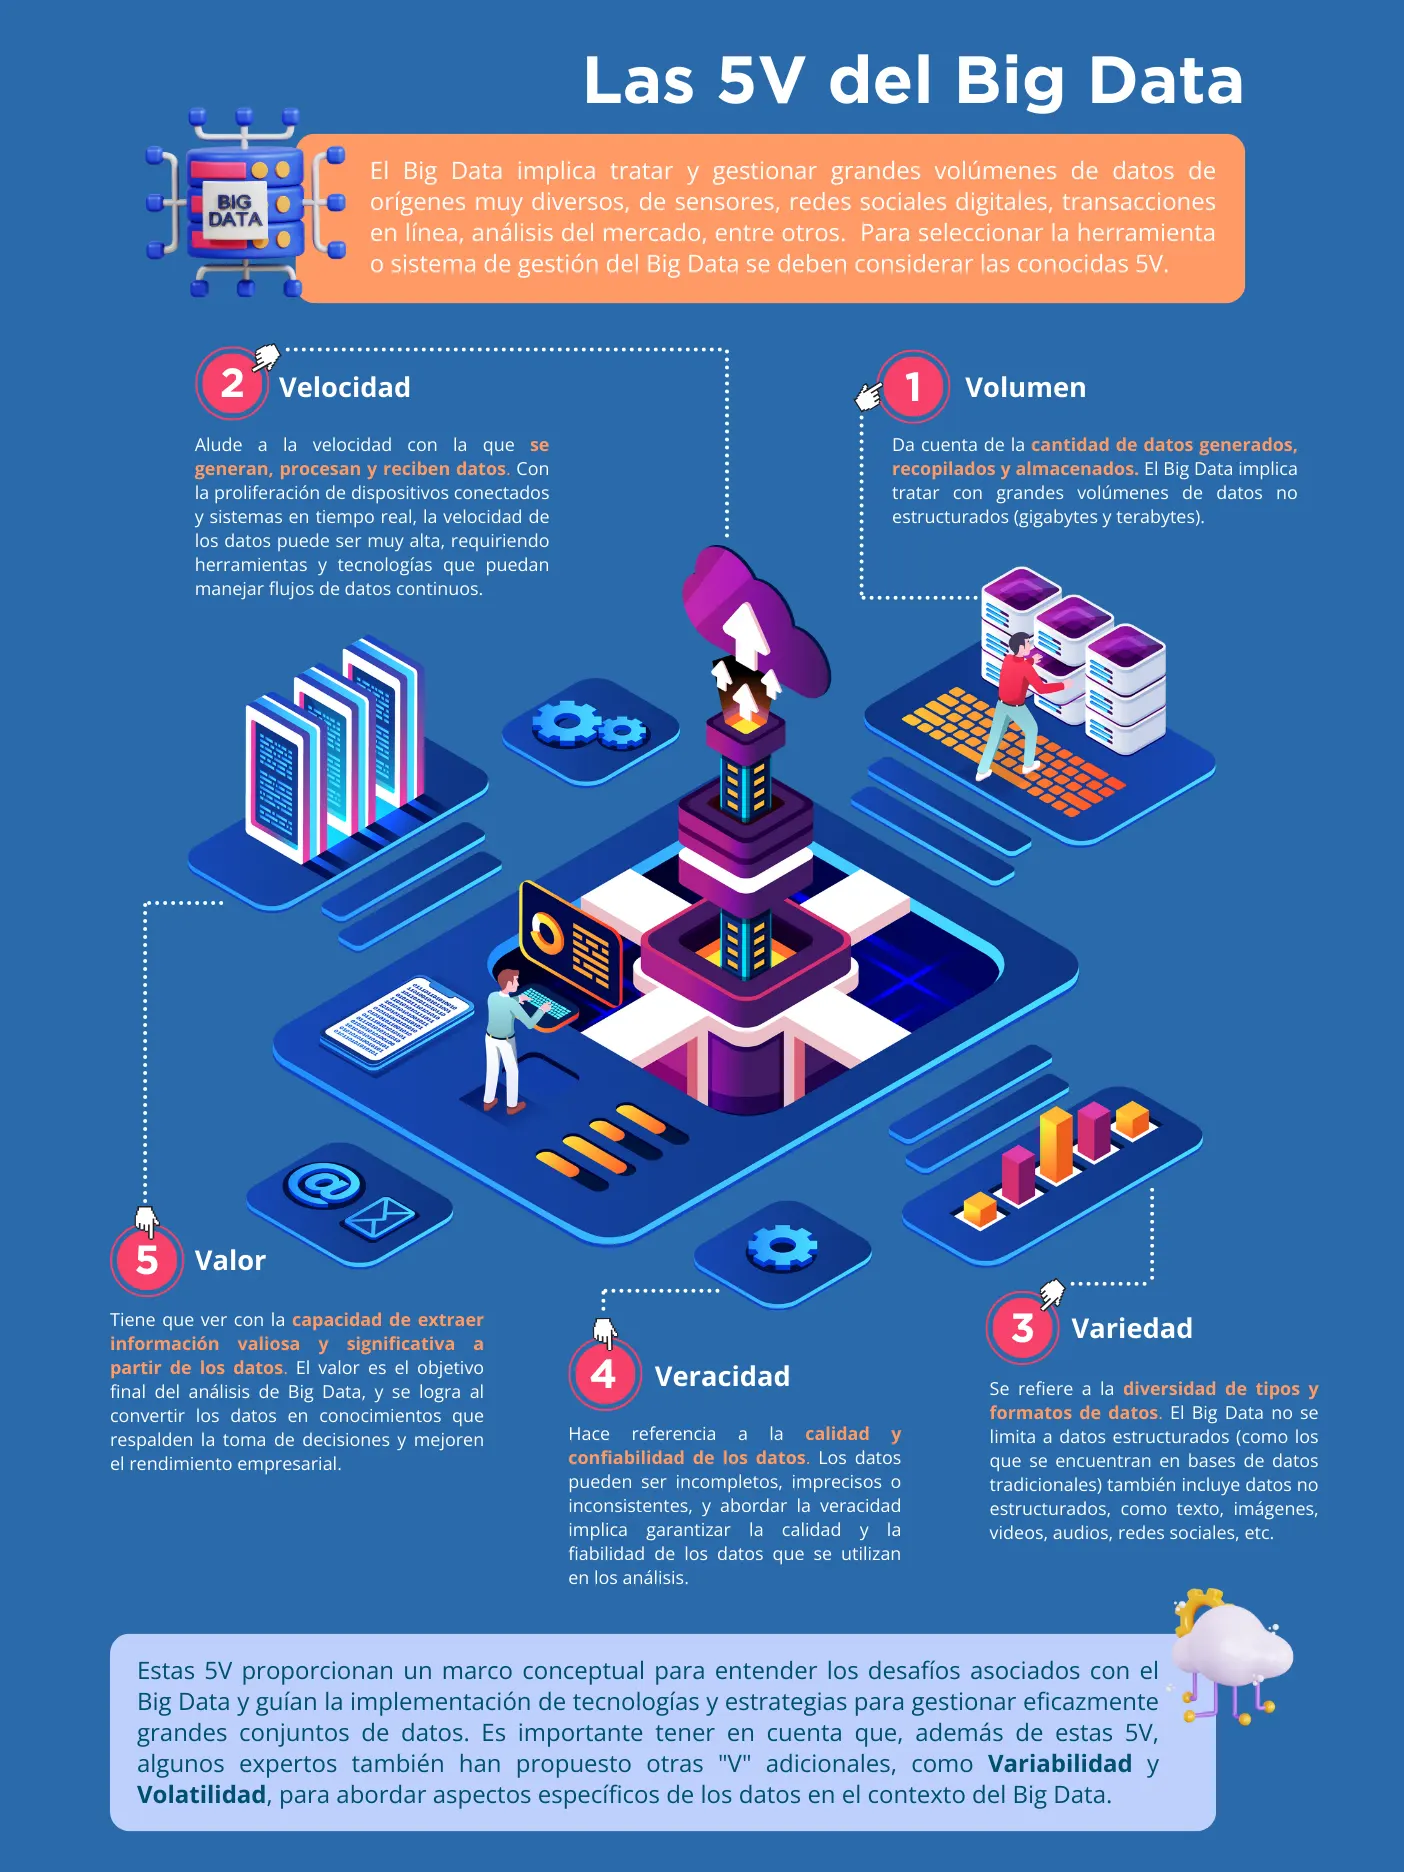 Las 5V del Big Data
BIG
DATA
El Big Data implica tratar y gestionar grandes volúmenes de datos de
orígenes muy diversos, de sensores, redes sociales digitales, transacciones
en línea, análisis del mercado, entre otros. Para seleccionar la herramienta
o sistema de gestión del Big Data se deben considerar las conocidas 5V.
1
Volumen
Da cuenta de la cantidad de datos generados,
recopilados y almacenados. El Big Data implica
tratar con grandes volúmenes de datos no
estructurados (gigabytes y terabytes).
2
Velocidad
Alude a la velocidad con la que se
generan, procesan y reciben datos. Con
la proliferación de dispositivos conectados
y sistemas en tiempo real, la velocidad de
los datos puede ser muy alta, requiriendo
herramientas y tecnologías que puedan
manejar flujos de datos continuos.
3
Variedad
Se refiere a la diversidad de tipos y
formatos de datos. El Big Data no se
limita a datos estructurados (como los
que se encuentran en bases de datos
tradicionales) también incluye datos no
estructurados, como texto, imágenes,
videos, audios, redes sociales, etc.
4
Veracidad
Hace referencia a la calidad y
confiabilidad de los datos. Los datos
pueden ser incompletos, imprecisos o
inconsistentes, y abordar la veracidad
implica garantizar la calidad y la
fiabilidad de los datos que se utilizan
en los análisis.
5
Valor
Tiene que ver con la capacidad de extraer
información valiosa y significativa a
partir de los datos. El valor es el objetivo
final del análisis de Big Data, y se logra al
convertir los datos en conocimientos que
respalden la toma de decisiones y mejoren
el rendimiento empresarial.
@
Estas 5V proporcionan un marco conceptual para entender los desafíos asociados con el
Big Data y guían la implementación de tecnologías y estrategias para gestionar eficazmente
grandes conjuntos de datos. Es importante tener en cuenta que, además de estas 5V,
algunos expertos también han propuesto otras "V" adicionales, como Variabilidad y
Volatilidad, para abordar aspectos específicos de los datos en el contexto del Big Data.